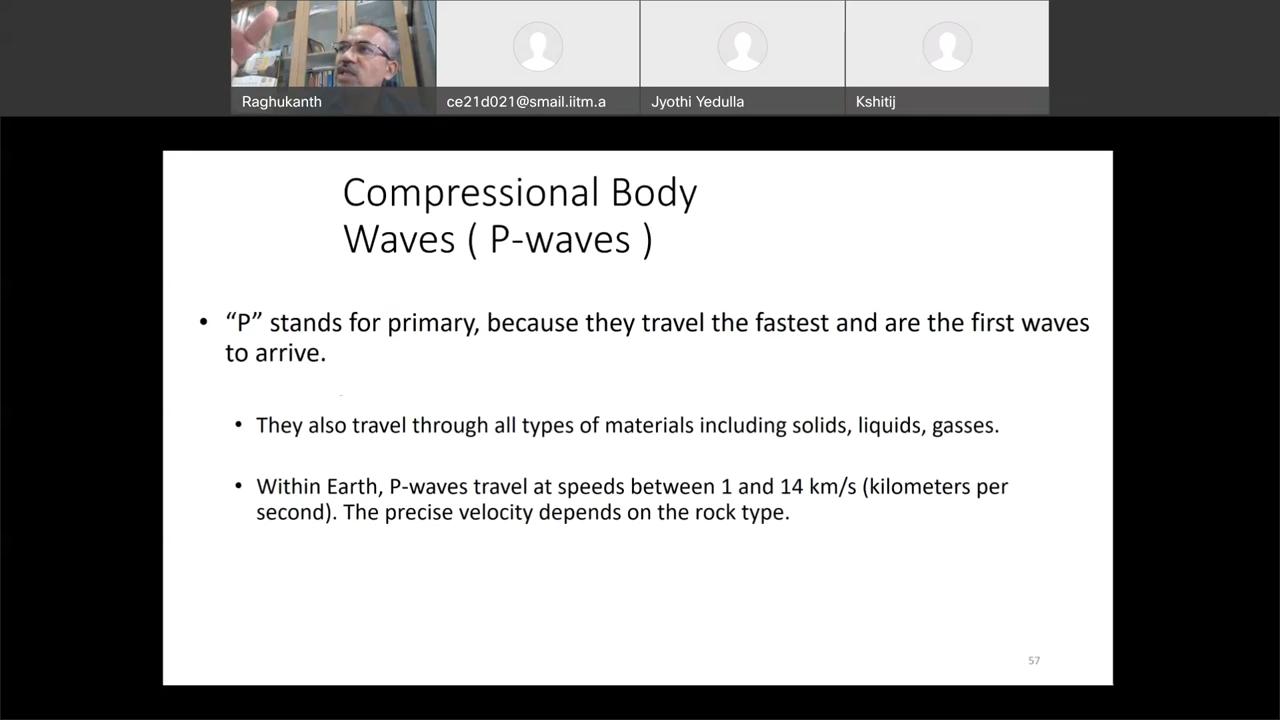 Raghukanth
ce21d021@smail.iitm.a
Jyothi Yedulla
Kshitij
Compressional Body
Waves ( P-waves )
• “P” stands for primary, because they travel the fastest and are the first waves
to arrive.
• They also travel through all types of materials including solids, liquids, gasses.
• Within Earth, P-waves travel at speeds between 1 and 14 km/s (kilometers per
second). The precise velocity depends on the rock type.
57